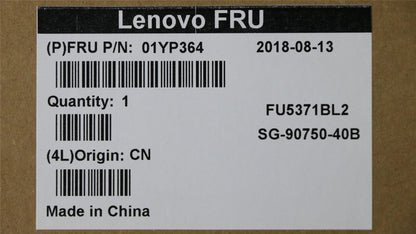 Lenovo FRU
(P)FRU P/N: 01YP364 2018-08-13
Quantity: 1
FU5371BL2
SG-90750-40B
(4L)Origin: CN
Made in China